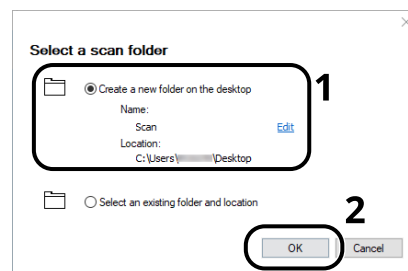 Select a scan folder
Create a new folder on the desktop
1
Name:
Scan Edit
Location:
C:\Users\ \Desktop
Select an existing folder and location
2
OK Cancel